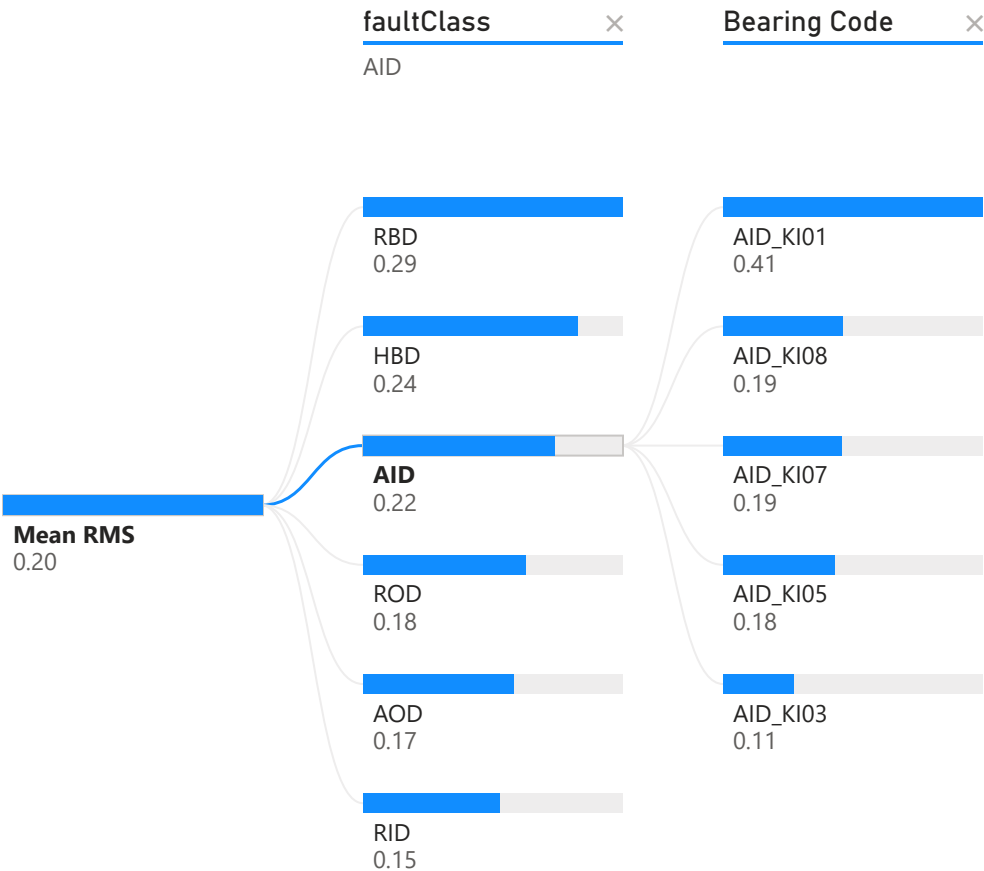 faultClass ×
AID
Bearing Code ×
Mean RMS
0.20
RBD
0.29
HBD
0.24
AID
0.22
ROD
0.18
AOD
0.17
RID
0.15
AID_KI01
0.41
AID_KI08
0.19
AID_KI07
0.19
AID_KI05
0.18
AID_KI03
0.11